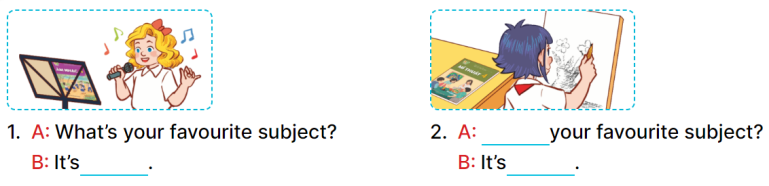 1. A: What's your favourite subject?
B: It's ______.
2. A: ______ your favourite subject?
B: It's ______.